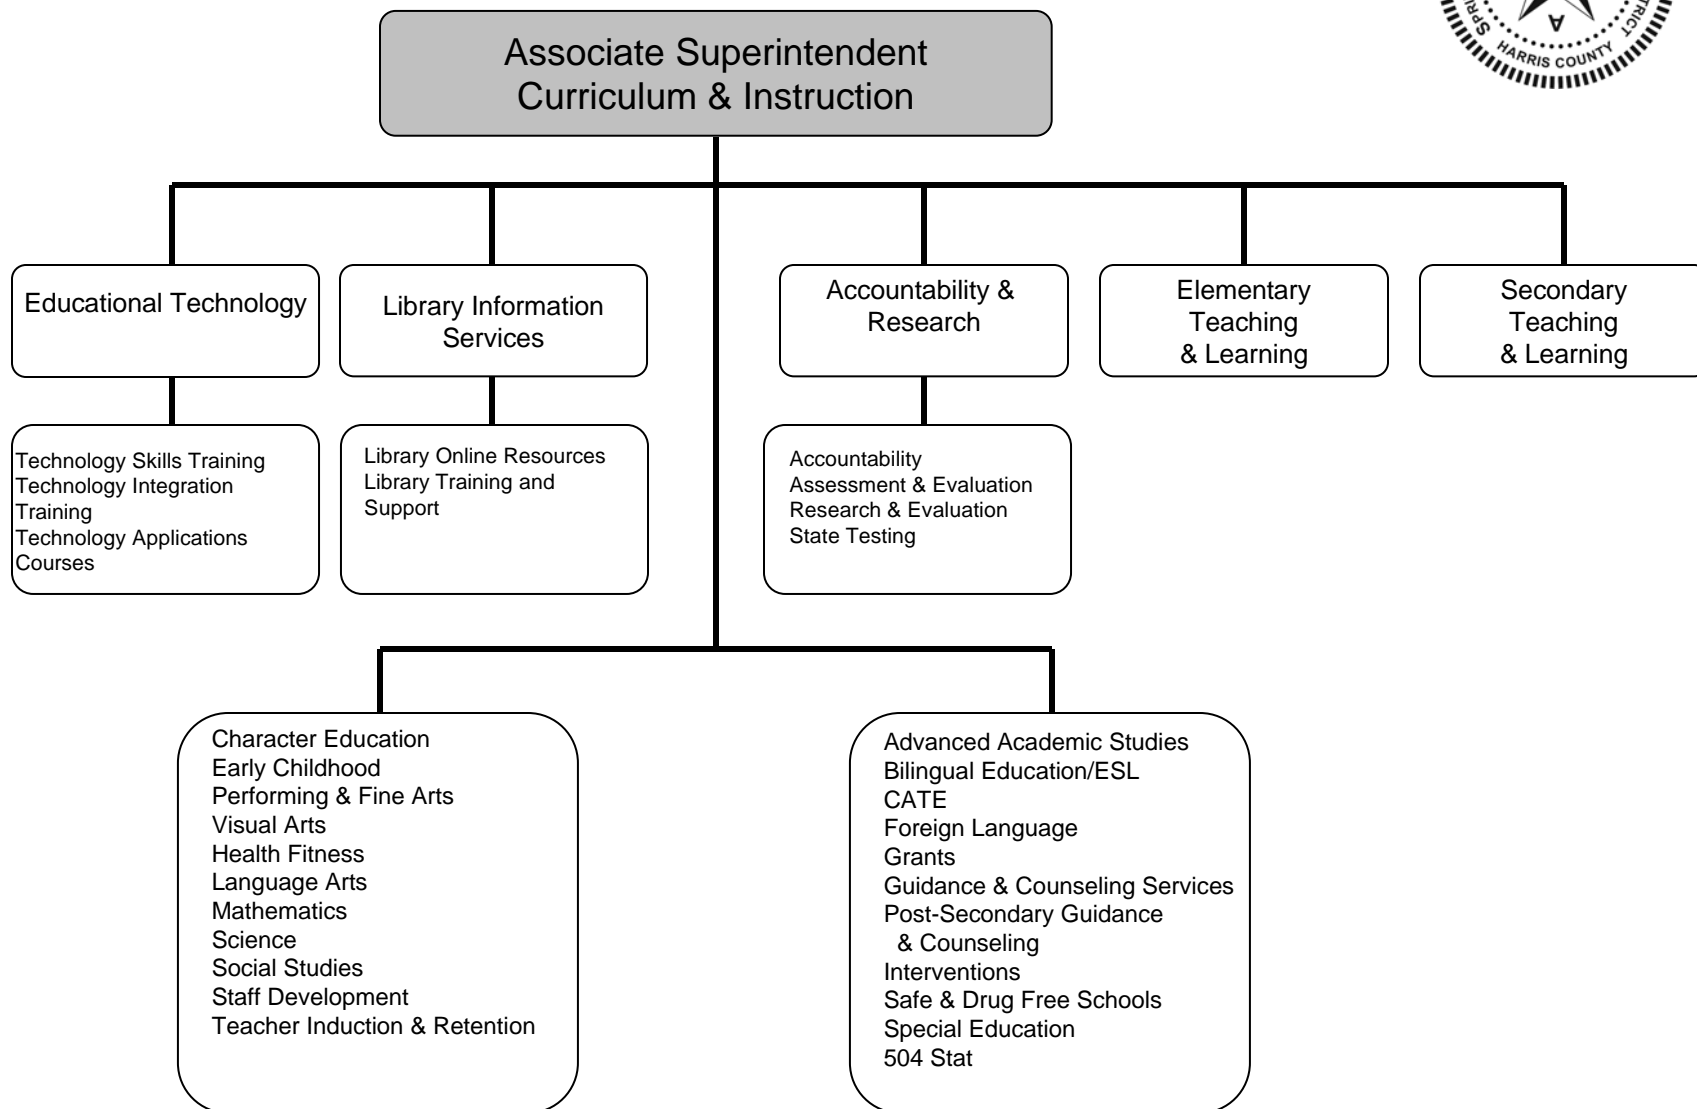 Associate Superintendent
Curriculum & Instruction
A
HARRIS COUNTY
Educational Technology
Library Information
Services
Accountability &
Research
Elementary
Teaching
& Learning
Secondary
Teaching
& Learning
Technology Skills Training
Technology Integration
Training
Technology Applications
Courses
Library Online Resources
Library Training and
Support
Accountability
Assessment & Evaluation
Research & Evaluation
State Testing
Character Education
Early Childhood
Performing & Fine Arts
Visual Arts
Health Fitness
Language Arts
Mathematics
Science
Social Studies
Staff Development
Teacher Induction & Retention
Advanced Academic Studies
Bilingual Education/ESL
CATE
Foreign Language
Grants
Guidance & Counseling Services
Post-Secondary Guidance
& Counseling
Interventions
Safe & Drug Free Schools
Special Education
504 Stat